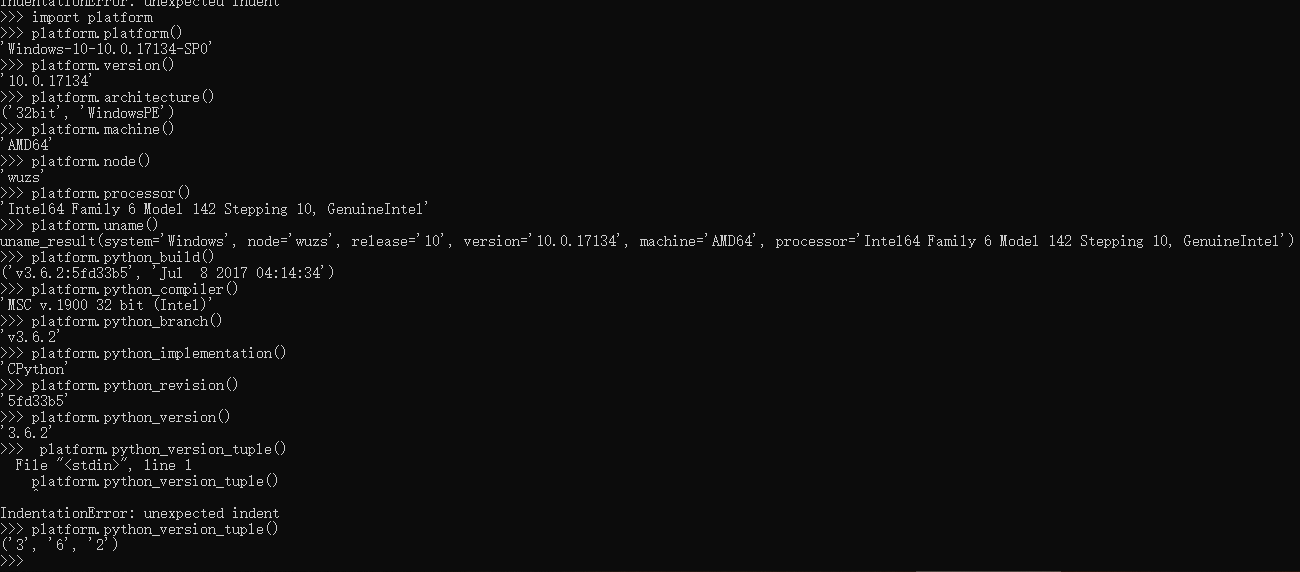 IndentationError: unexpected indent
>>> import platform
>>> platform.platform()
'Windows-10-10.0.17134-SP0'
>>> platform.version()
'10.0.17134'
>>> platform.architecture()
('32bit', 'WindowsPE')
>>> platform.machine()
'AMD64'
>>> platform.node()
'wuzs'
>>> platform.processor()
'Intel64 Family 6 Model 142 Stepping 10, GenuineIntel'
>>> platform.uname()
uname_result(system='Windows', node='wuzs', release='10', version='10.0.17134', machine='AMD64', processor='Intel64 Family 6 Model 142 Stepping 10, GenuineIntel')
>>> platform.python_build()
('v3.6.2:5fd33b5', 'Jul  8 2017 04:14:34')
>>> platform.python_compiler()
'MSC v.1900 32 bit (Intel)'
>>> platform.python_branch()
'v3.6.2'
>>> platform.python_implementation()
'CPython'
>>> platform.python_revision()
'5fd33b5'
>>> platform.python_version()
'3.6.2'
>>>  platform.python_version_tuple()
  File "<stdin>", line 1
    platform.python_version_tuple()
    ^
IndentationError: unexpected indent
>>> platform.python_version_tuple()
('3', '6', '2')
>>>